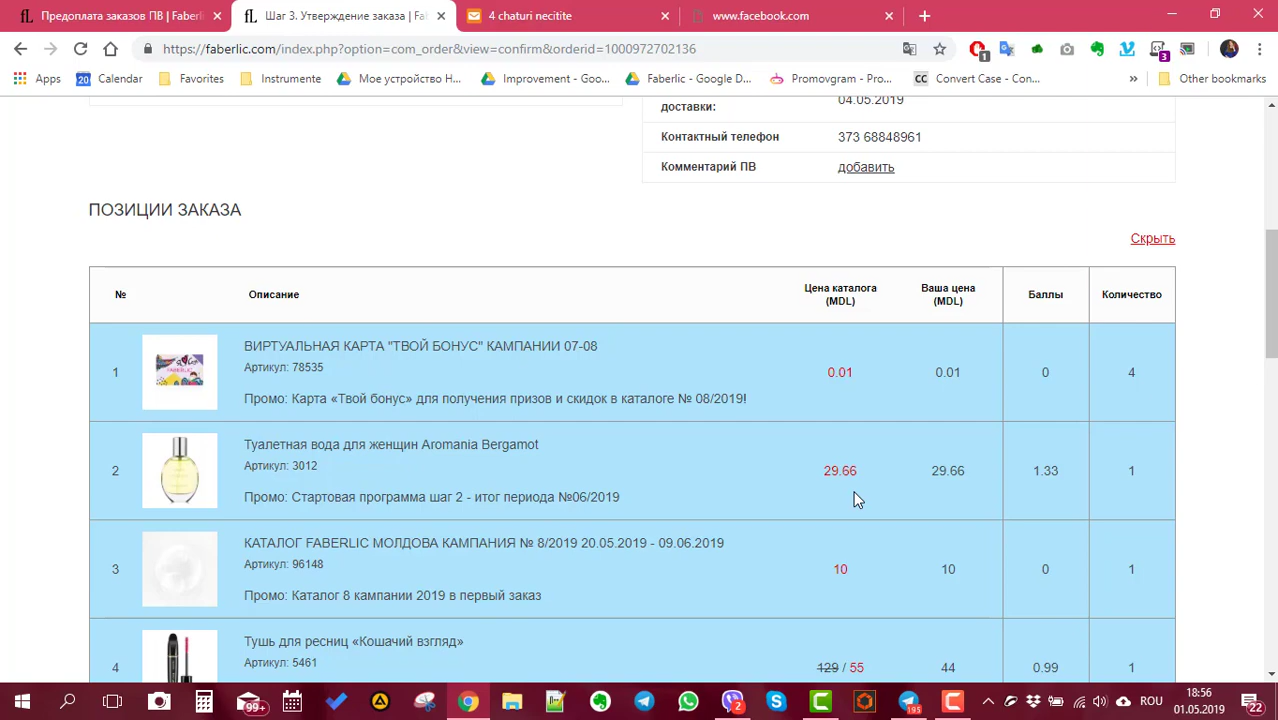 Предоплата заказов ПВ | Faberl
Шаг 3. Утверждение заказа | Fab
4 chaturi necitite
www.facebook.com
https://faberlic.com/index.php?option=com_order&view=confirm&orderid=1000972702136
Apps
Calendar
Favorites
Instrumente
Мое устройство H...
Improvement - Goo...
Faberlic - Google D...
Promovgram - Pro...
CC Convert Case - Con...
Other bookmarks
доставки: 04.05.2019
Контактный телефон 373 68848961
Комментарий ПВ добавить
ПОЗИЦИИ ЗАКАЗА
Скрыть
№ Описание Цена каталога (MDL) Ваша цена (MDL) Баллы Количество
1 ВИРТУАЛЬНАЯ КАРТА "ТВОЙ БОНУС" КАМПАНИИ 07-08
Артикул: 78535
0.01 0.01 0 4
Промо: Карта «Твой бонус» для получения призов и скидок в каталоге № 08/2019!
2 Туалетная вода для женщин Aromania Bergamot
Артикул: 3012
29.66 29.66 1.33 1
Промо: Стартовая программа шаг 2 - итог периода №06/2019
3 КАТАЛОГ FABERLIC МОЛДОВА КАМПАНИЯ № 8/2019 20.05.2019 - 09.06.2019
Артикул: 96148
10 10 0 1
Промо: Каталог 8 кампании 2019 в первый заказ
4 Тушь для ресниц «Кошачий взгляд»
Артикул: 5461
129 / 55 44 0.99 1
99+
2
195
ROU
18:56
01.05.2019
22